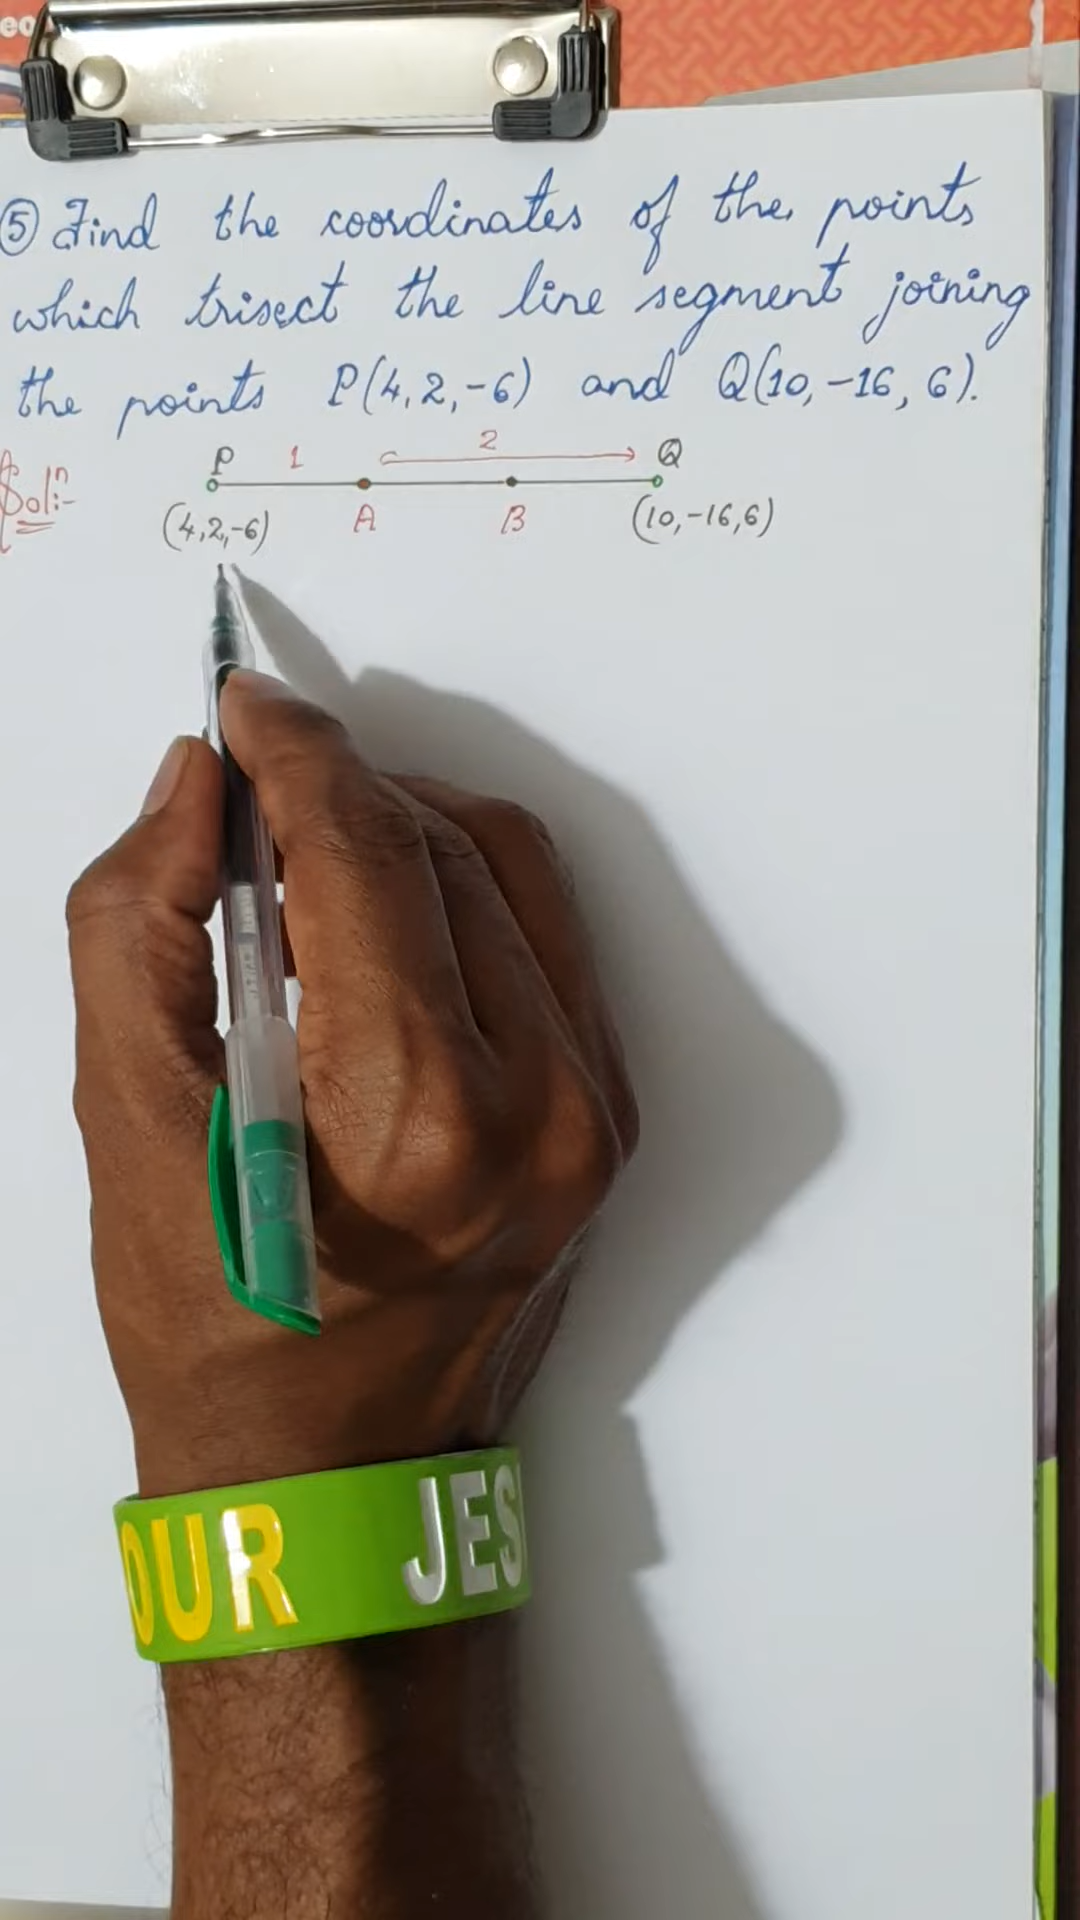 eo
⑤ Find the coordinates of the points
which trisect the line segment joining
the points P(4,2,-6) and Q(10,-16,6).
Solⁿ:-
P 1 2 Q
(4,2,-6) A B (10,-16,6)
OUR JES